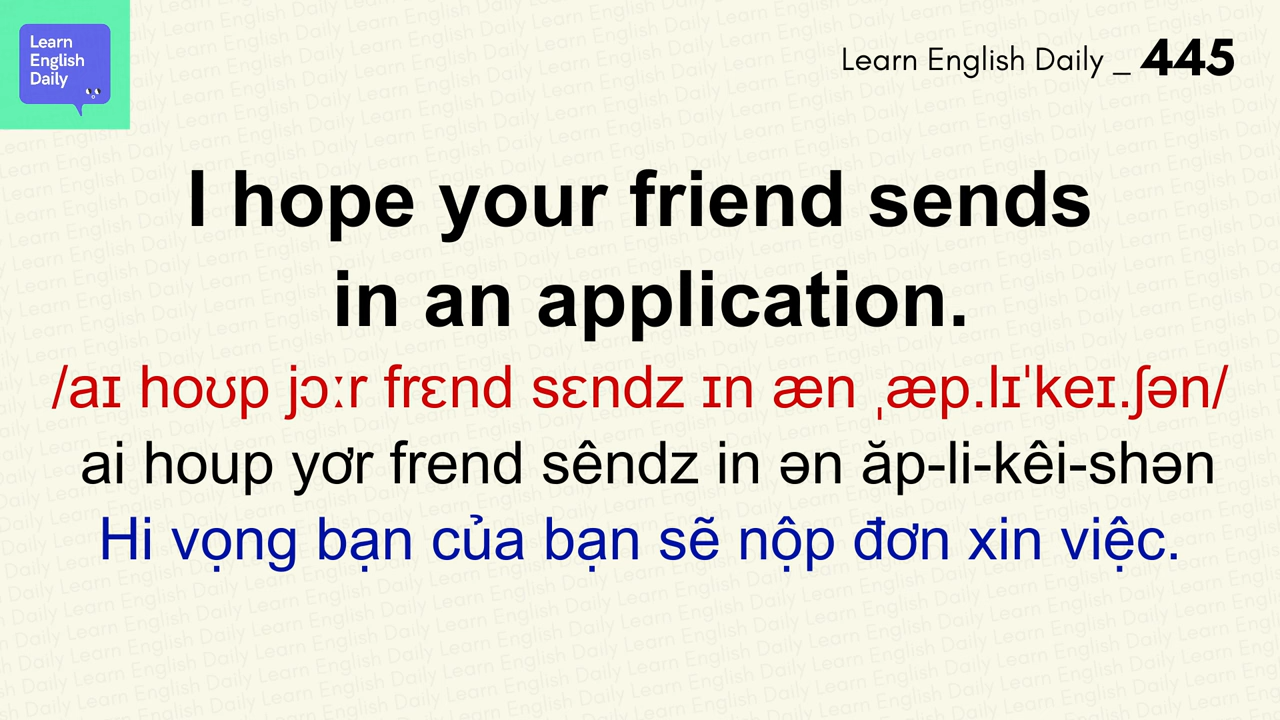 Learn
English
Daily
Learn English Daily _ 445
I hope your friend sends
in an application.
/aɪ hoʊp jɔːr frɛnd sɛndz ɪn æn ˌæp.lɪˈkeɪ.ʃən/
ai houp yơr frend sêndz in ən ăp-li-kêi-shən
Hi vọng bạn của bạn sẽ nộp đơn xin việc.